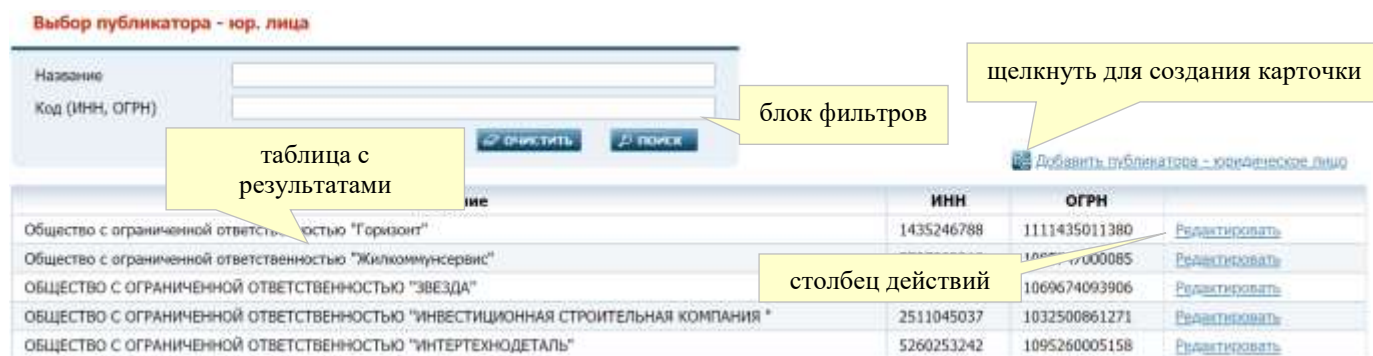 Выбор публикатора - юр. лица
щелкнуть для создания карточки
Название
Код (ИНН, ОГРН)
блок фильтров
ОЧИСТИТЬ ПОИСК
таблица с
результатами
Добавить публикатора - юридическое лицо
ИНН ОГРН
Общество с ограниченной ответственностью "Горизонт" 1435246788 1111435011380 Редактировать
Общество с ограниченной ответственностью "Жилкоммунсервис" Редактировать
столбец действий
ОБЩЕСТВО С ОГРАНИЧЕННОЙ ОТВЕТСТВЕННОСТЬЮ "ЗВЕЗДА" 1069674093906 Редактировать
ОБЩЕСТВО С ОГРАНИЧЕННОЙ ОТВЕТСТВЕННОСТЬЮ "ИНВЕСТИЦИОННАЯ СТРОИТЕЛЬНАЯ КОМПАНИЯ " 2511045037 1032500861271 Редактировать
ОБЩЕСТВО С ОГРАНИЧЕННОЙ ОТВЕТСТВЕННОСТЬЮ "ИНТЕРТЕХНОДЕТАЛЬ" 5260253242 1095260005158 Редактировать